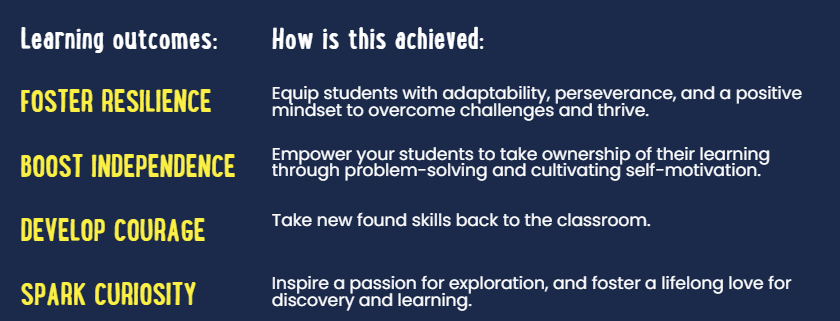 Learning outcomes: How is this achieved:
FOSTER RESILIENCE Equip students with adaptability, perseverance, and a positive
mindset to overcome challenges and thrive.
BOOST INDEPENDENCE Empower your students to take ownership of their learning
through problem-solving and cultivating self-motivation.
DEVELOP COURAGE Take new found skills back to the classroom.
SPARK CURIOSITY Inspire a passion for exploration, and foster a lifelong love for
discovery and learning.